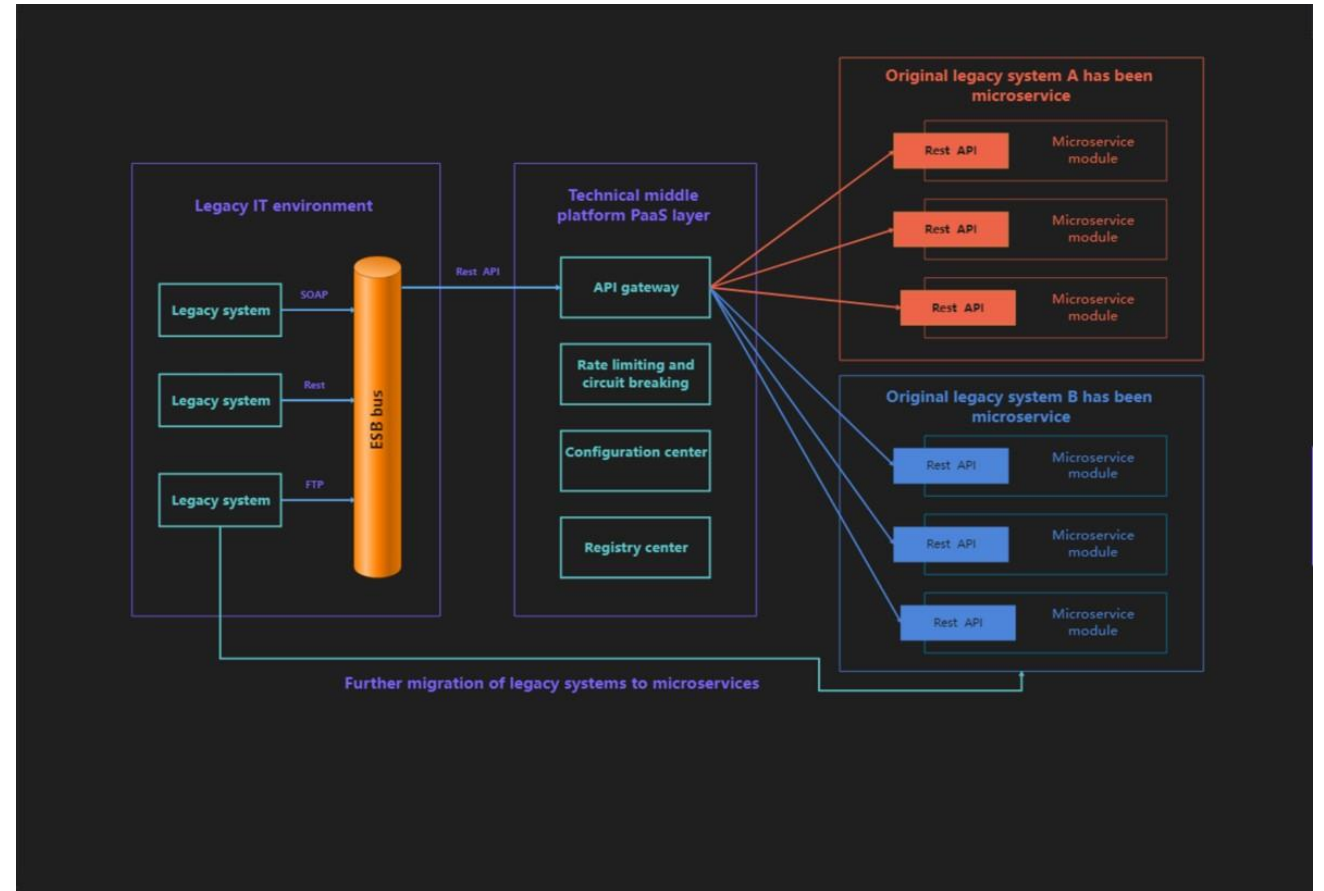 Legacy IT environment
SOAP
Legacy system
Rest
Legacy system
FTP
Legacy system
ESB bus
Rest API
Technical middle
platform PaaS layer
API gateway
Rate limiting and
circuit breaking
Configuration center
Registry center
Original legacy system A has been
microservice
Rest API
Microservice
module
Rest API
Microservice
module
Rest API
Microservice
module
Original legacy system B has been
microservice
Rest API
Microservice
module
Rest API
Microservice
module
Rest API
Microservice
module
Further migration of legacy systems to microservices